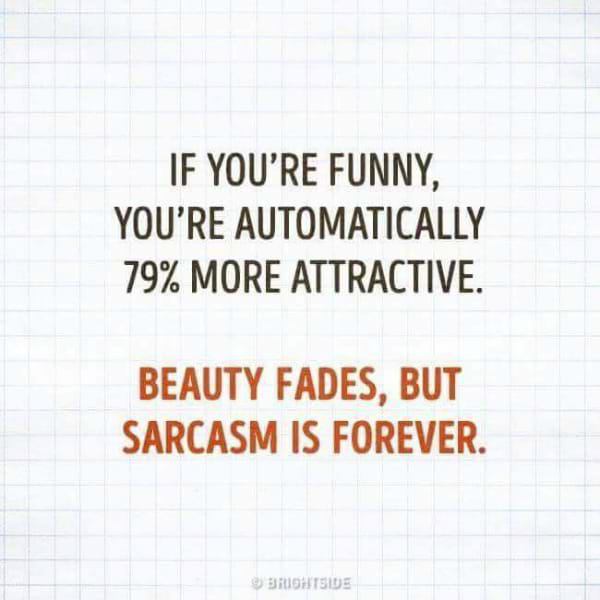 IF YOU'RE FUNNY,
YOU'RE AUTOMATICALLY
79% MORE ATTRACTIVE.
BEAUTY FADES, BUT
SARCASM IS FOREVER.
© BRIGHTSIDE